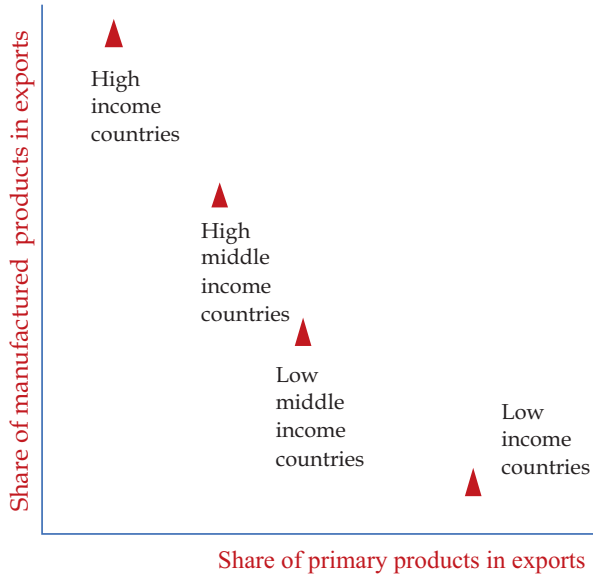 Share of manufactured products in exports
High
income
countries
High
middle
income
countries
Low
middle
income
countries
Low
income
countries
Share of primary products in exports